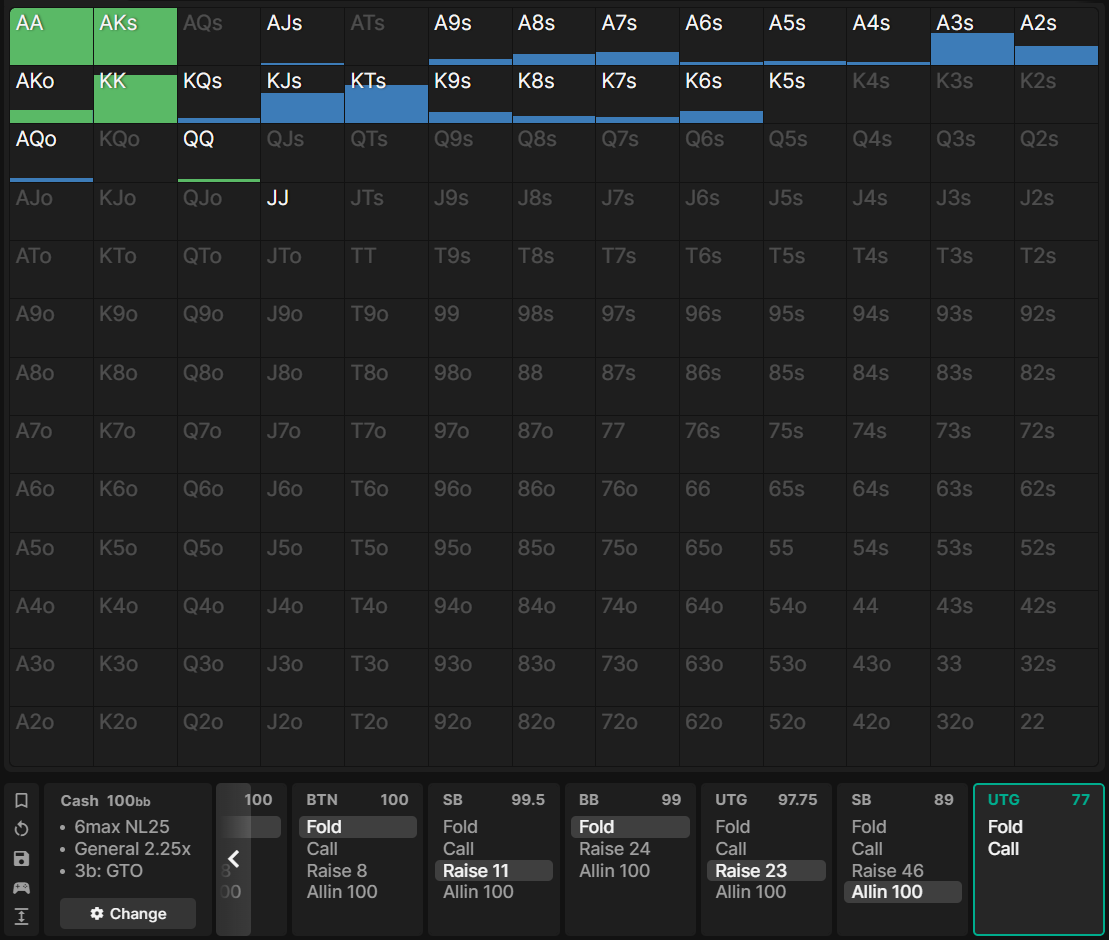 AA AKs AQs AJs ATs A9s A8s A7s A6s A5s A4s A3s A2s
AKo KK KQs KJs KTs K9s K8s K7s K6s K5s K4s K3s K2s
AQo KQo QQ QJs QTs Q9s Q8s Q7s Q6s Q5s Q4s Q3s Q2s
AJo KJo QJo JJ JTs J9s J8s J7s J6s J5s J4s J3s J2s
ATo KTo QTo JTo TT T9s T8s T7s T6s T5s T4s T3s T2s
A9o K9o Q9o J9o T9o 99 98s 97s 96s 95s 94s 93s 92s
A8o K8o Q8o J8o T8o 98o 88 87s 86s 85s 84s 83s 82s
A7o K7o Q7o J7o T7o 97o 87o 77 76s 75s 74s 73s 72s
A6o K6o Q6o J6o T6o 96o 86o 76o 66 65s 64s 63s 62s
A5o K5o Q5o J5o T5o 95o 85o 75o 65o 55 54s 53s 52s
A4o K4o Q4o J4o T4o 94o 84o 74o 64o 54o 44 43s 42s
A3o K3o Q3o J3o T3o 93o 83o 73o 63o 53o 43o 33 32s
A2o K2o Q2o J2o T2o 92o 82o 72o 62o 52o 42o 32o 22
Cash 100bb
• 6max NL25
• General 2.25x
• 3b: GTO
Change
100
8
00
BTN 100
Fold
Call
Raise 8
Allin 100
SB 99.5
Fold
Call
Raise 11
Allin 100
BB 99
Fold
Raise 24
Allin 100
UTG 97.75
Fold
Call
Raise 23
Allin 100
SB 89
Fold
Call
Raise 46
Allin 100
UTG 77
Fold
Call